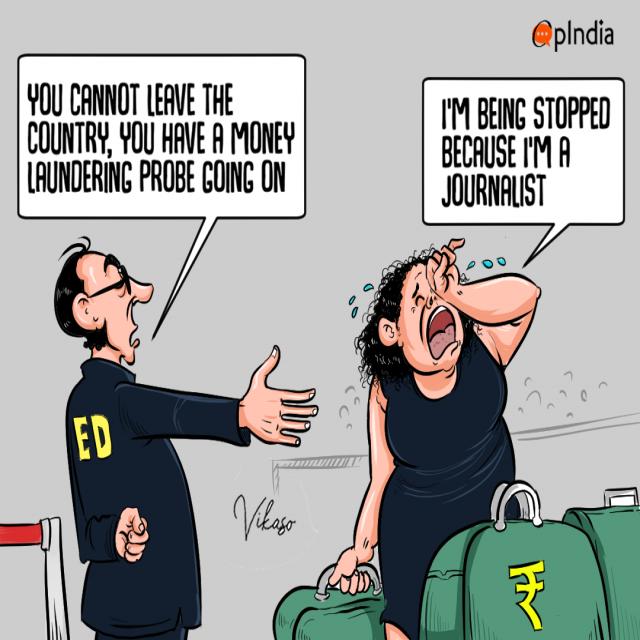 OpIndia
YOU CANNOT LEAVE THE
COUNTRY, YOU HAVE A MONEY
LAUNDERING PROBE GOING ON
I'M BEING STOPPED
BECAUSE I'M A
JOURNALIST
ED
Vikaso
₹